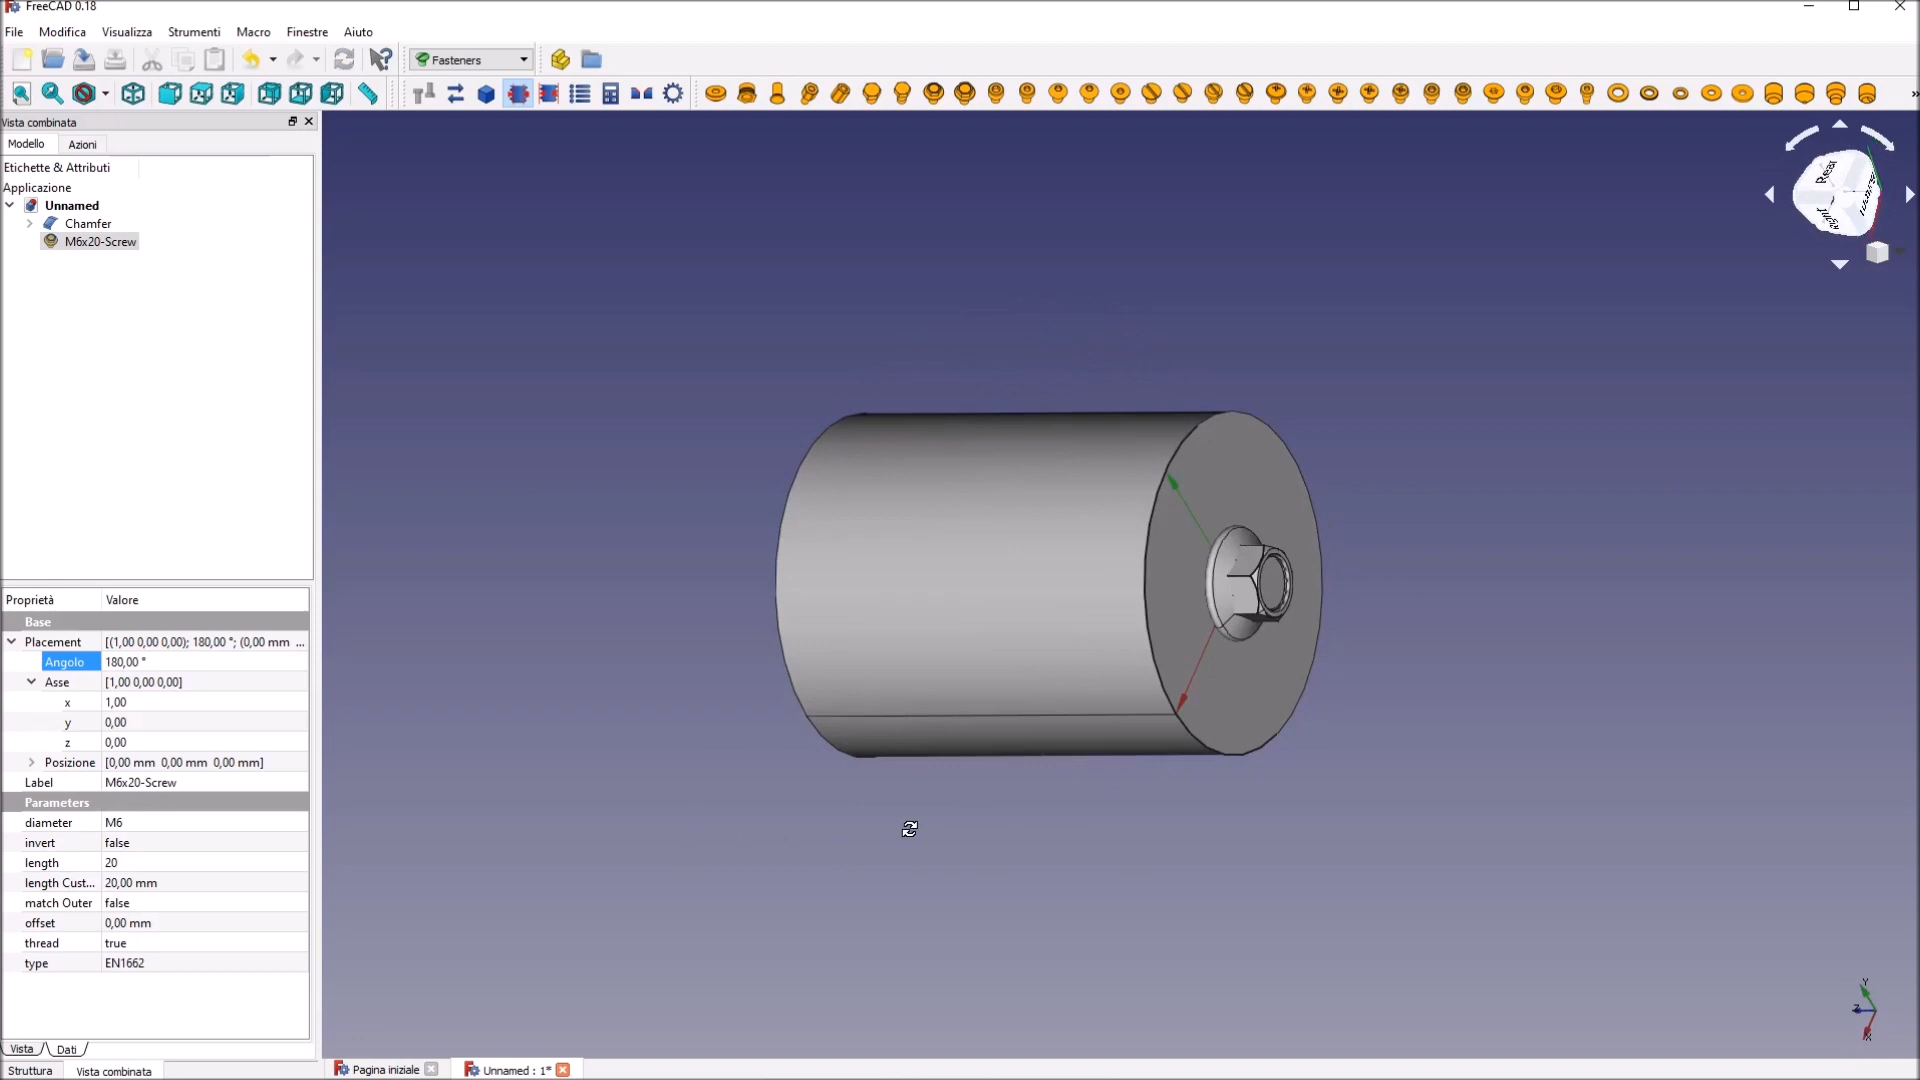 FreeCAD 0.18
File Modifica Visualizza Strumenti Macro Finestre Aiuto
Fasteners
»
Vista combinata
Modello Azioni
Etichette & Attributi
Applicazione
Unnamed
Chamfer
M6x20-Screw
Rear
Proprietà Valore
Base
Placement [(1,00 0,00 0,00); 180,00 °; (0,00 mm ...
Angolo 180,00 °
Asse [1,00 0,00 0,00]
x 1,00
y 0,00
z 0,00
Posizione [0,00 mm 0,00 mm 0,00 mm]
Label M6x20-Screw
Parameters
diameter M6
invert false
length 20
length Cust... 20,00 mm
match Outer false
offset 0,00 mm
thread true
type EN1662
Y
Z
X
Vista Dati
Struttura Vista combinata
Pagina iniziale Unnamed : 1*